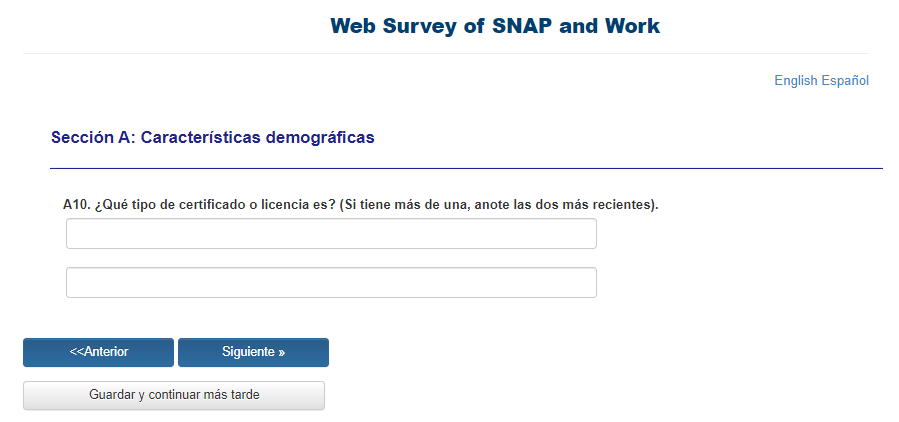 Web Survey of SNAP and Work
English Español
Sección A: Características demográficas
A10. ¿Qué tipo de certificado o licencia es? (Si tiene más de una, anote las dos más recientes).
<<Anterior
Siguiente »
Guardar y continuar más tarde